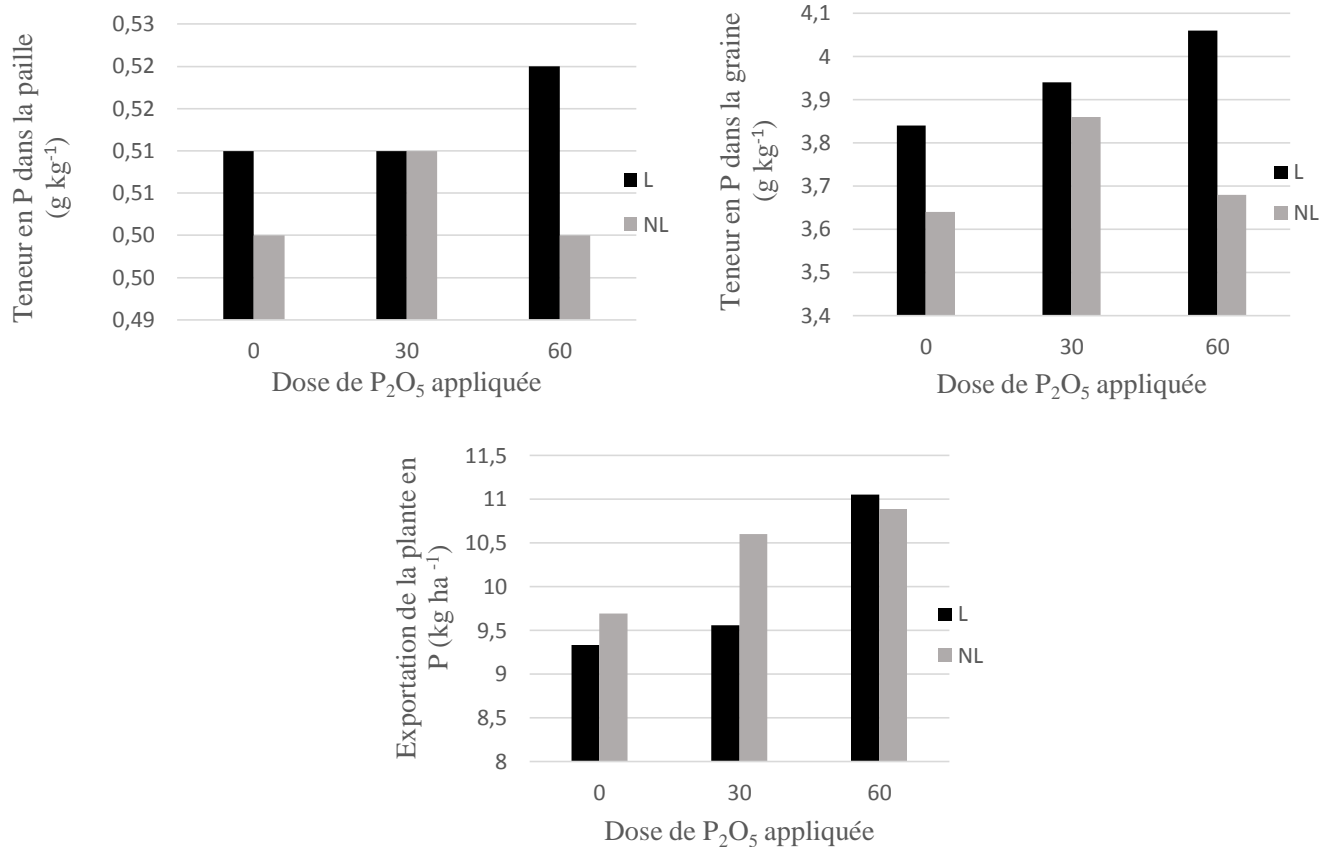 Teneur en P dans la paille
(g kg-1)
0,53
0,52
0,52
0,51
0,51
0,50
0,50
0,49
0
30
60
Dose de P2O5 appliquée
L
NL
Teneur en P dans la graine
(g kg-1)
4,1
4
3,9
3,8
3,7
3,6
3,5
3,4
0
30
60
Dose de P2O5 appliquée
L
NL
Exportation de la plante en
P (kg ha -1)
11,5
11
10,5
10
9,5
9
8,5
8
0
30
60
Dose de P2O5 appliquée
L
NL